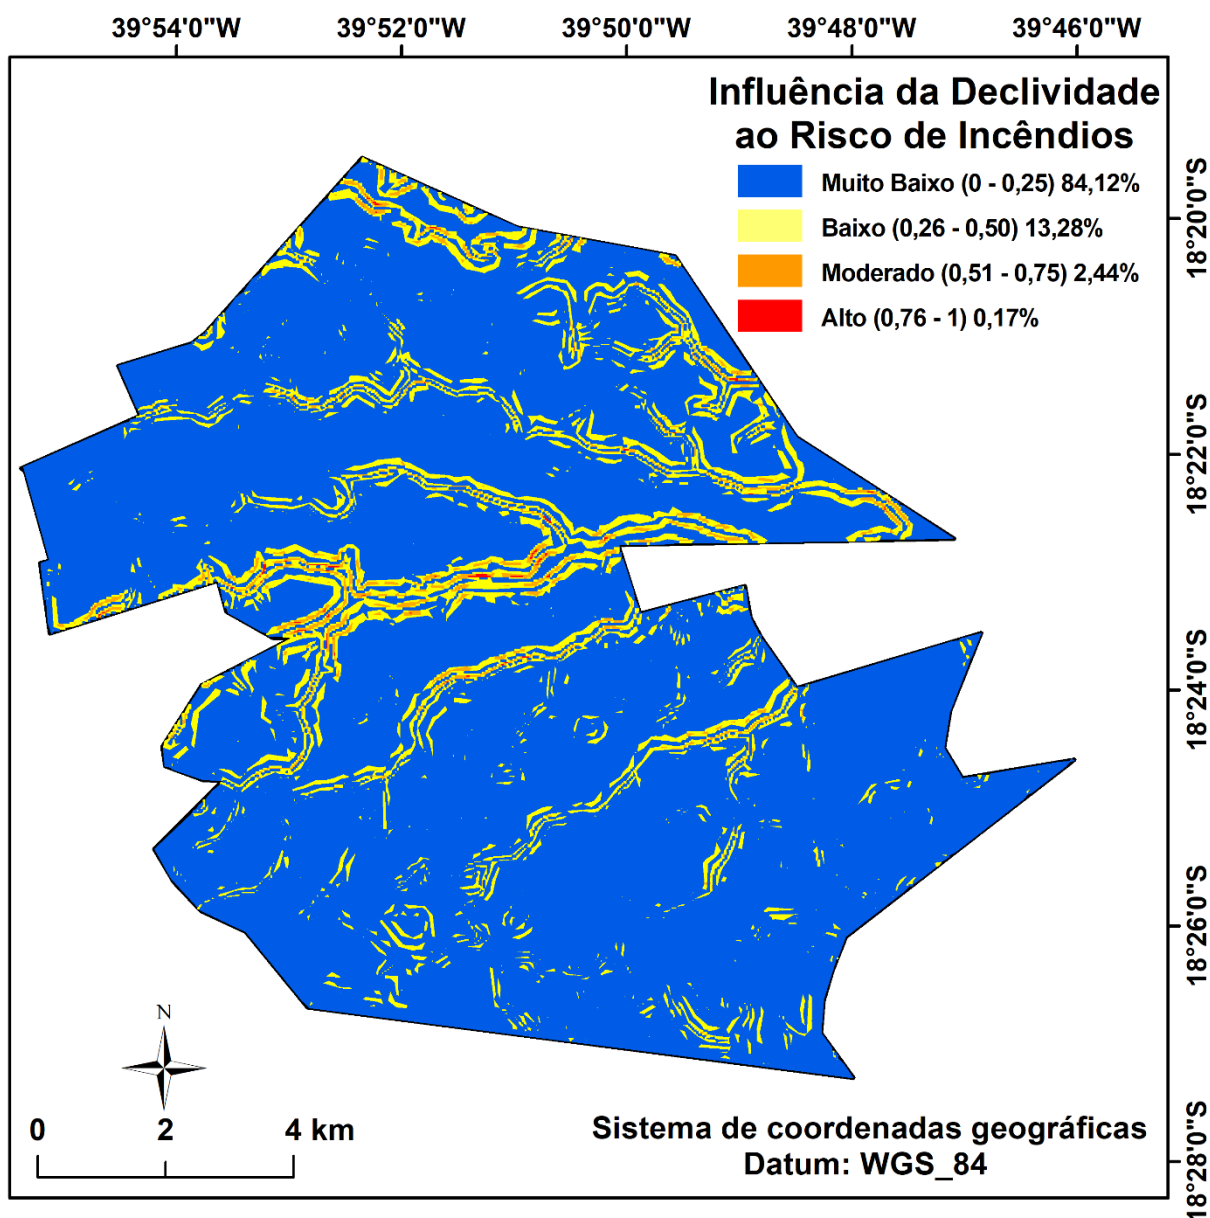 39°54'0"W 39°52'0"W 39°50'0"W 39°48'0"W 39°46'0"W
Influência da Declividade
ao Risco de Incêndios
Muito Baixo (0 - 0,25) 84,12%
Baixo (0,26 - 0,50) 13,28%
Moderado (0,51 - 0,75) 2,44%
Alto (0,76 - 1) 0,17%
18°20'0"S
18°22'0"S
18°24'0"S
18°26'0"S
18°28'0"S
N
0 2 4 km
Sistema de coordenadas geográficas
Datum: WGS_84